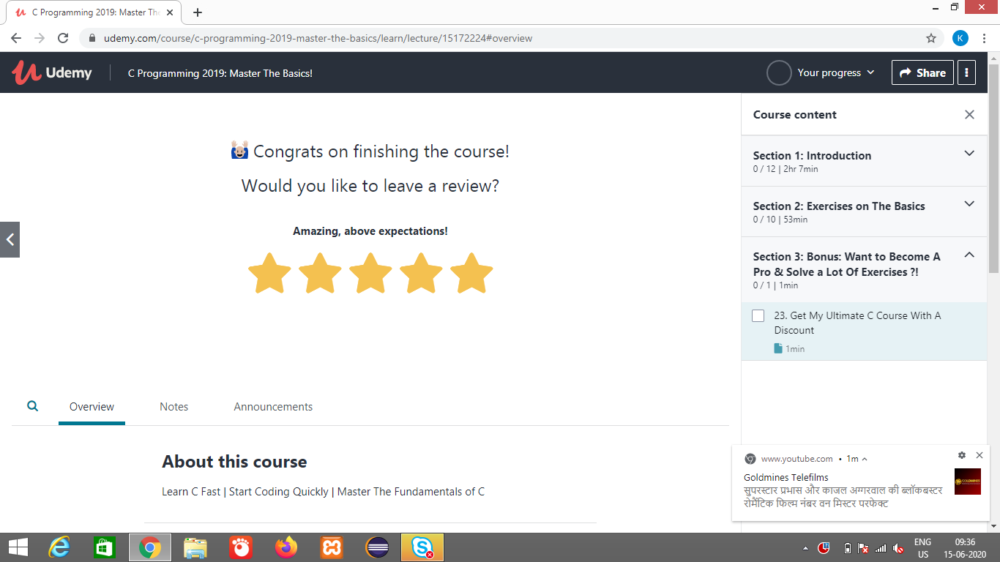 C Programming 2019: Master The
udemy.com/course/c-programming-2019-master-the-basics/learn/lecture/15172224#overview
K
Udemy
C Programming 2019: Master The Basics!
Your progress
Share
Congrats on finishing the course!
Would you like to leave a review?
Amazing, above expectations!
Course content
Section 1: Introduction
0 / 12 | 2hr 7min
Section 2: Exercises on The Basics
0 / 10 | 53min
Section 3: Bonus: Want to Become A
Pro & Solve a Lot Of Exercises ?!
0 / 1 | 1min
23. Get My Ultimate C Course With A
Discount
1min
Overview
Notes
Announcements
About this course
Learn C Fast | Start Coding Quickly | Master The Fundamentals of C
www.youtube.com • 1m
Goldmines Telefilms
सुपरस्टार प्रभास और काजल अग्गरवाल की ब्लॉकबस्टर
रोमैंटिक फिल्म नंबर वन मिस्टर परफेक्ट
GOLDMINES
ENG
US
09:36
15-06-2020